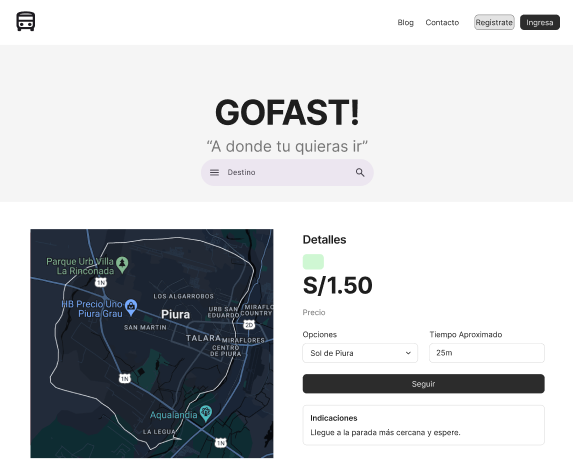 Blog
Contacto
Registrate
Ingresa
GOFAST!
“A donde tu quieras ir”
Destino
Parque Urb Villa
La Rinconada
1N
HB Precio Uno
Piura Grau
LOS ALGARROBOS
Piura
URB SAN
EDUARDO
MIRAFLO
COUNTRY
SAN MARTIN
2D
TALARA
MIRAFLORES
CENTRO
DE PIURA
1N
Aqualandia
LA LEGUA
1N
Detalles
S/1.50
Precio
Opciones
Tiempo Aproximado
Sol de Piura
25m
Seguir
Indicaciones
Llegue a la parada más cercana y espere.